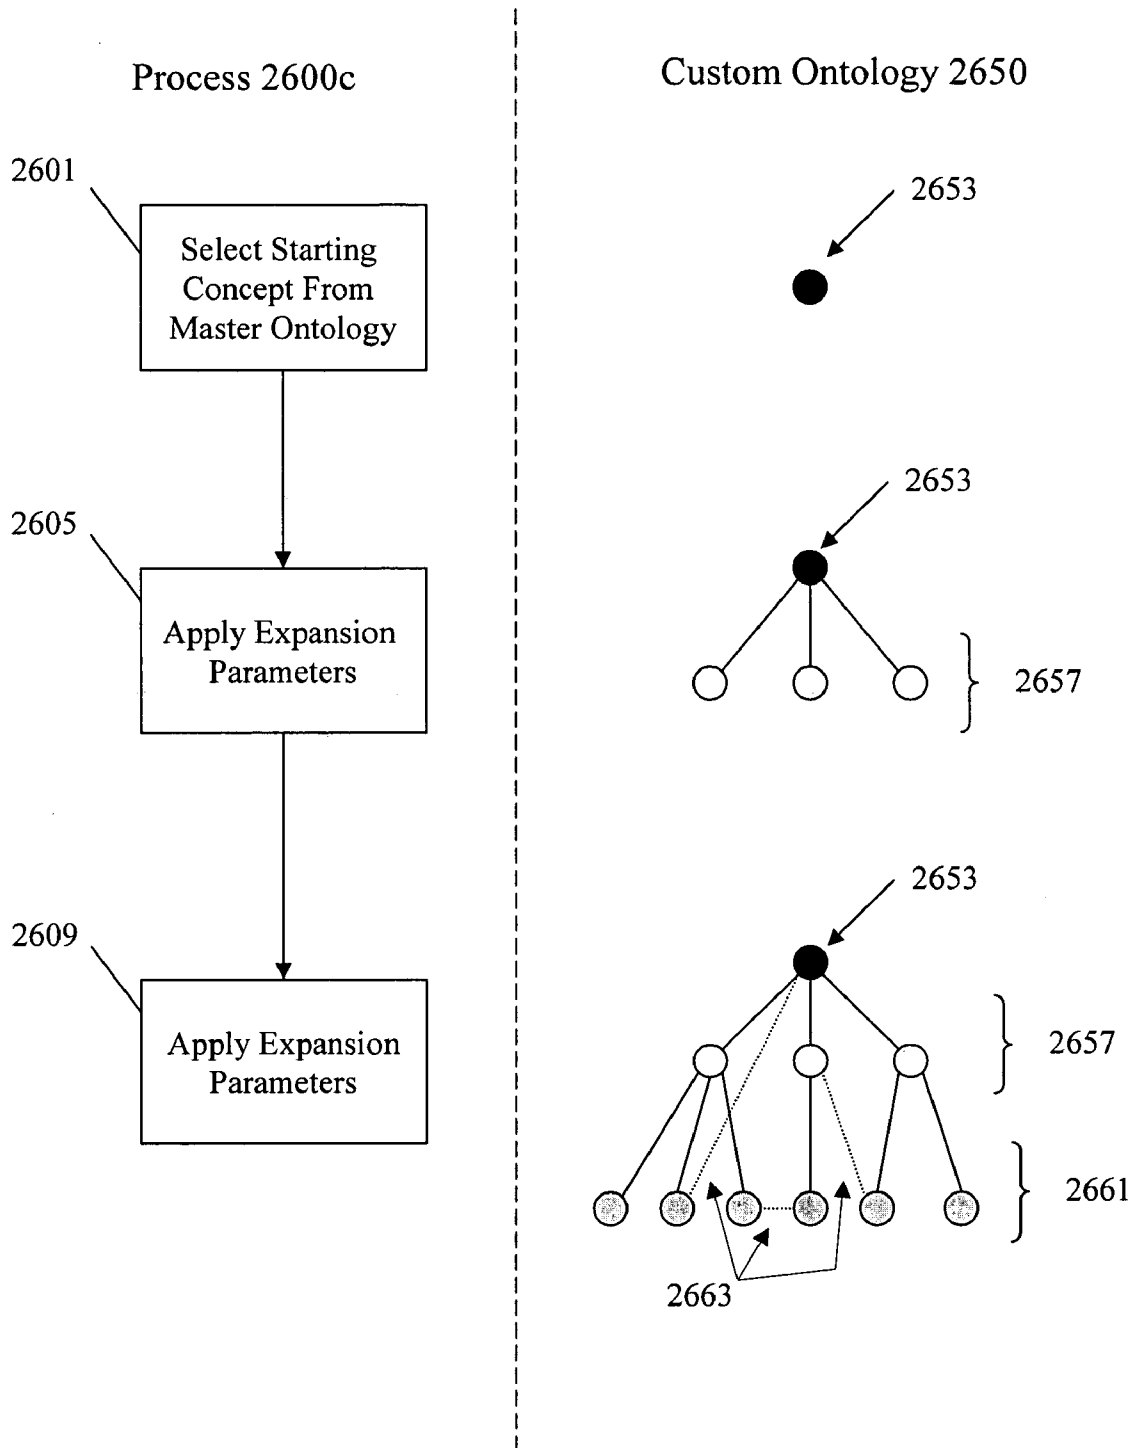 Process 2600c
Custom Ontology 2650
2601
Select Starting
Concept From
Master Ontology
2653
2605
Apply Expansion
Parameters
2653
2657
2609
Apply Expansion
Parameters
2653
2657
2661
2663